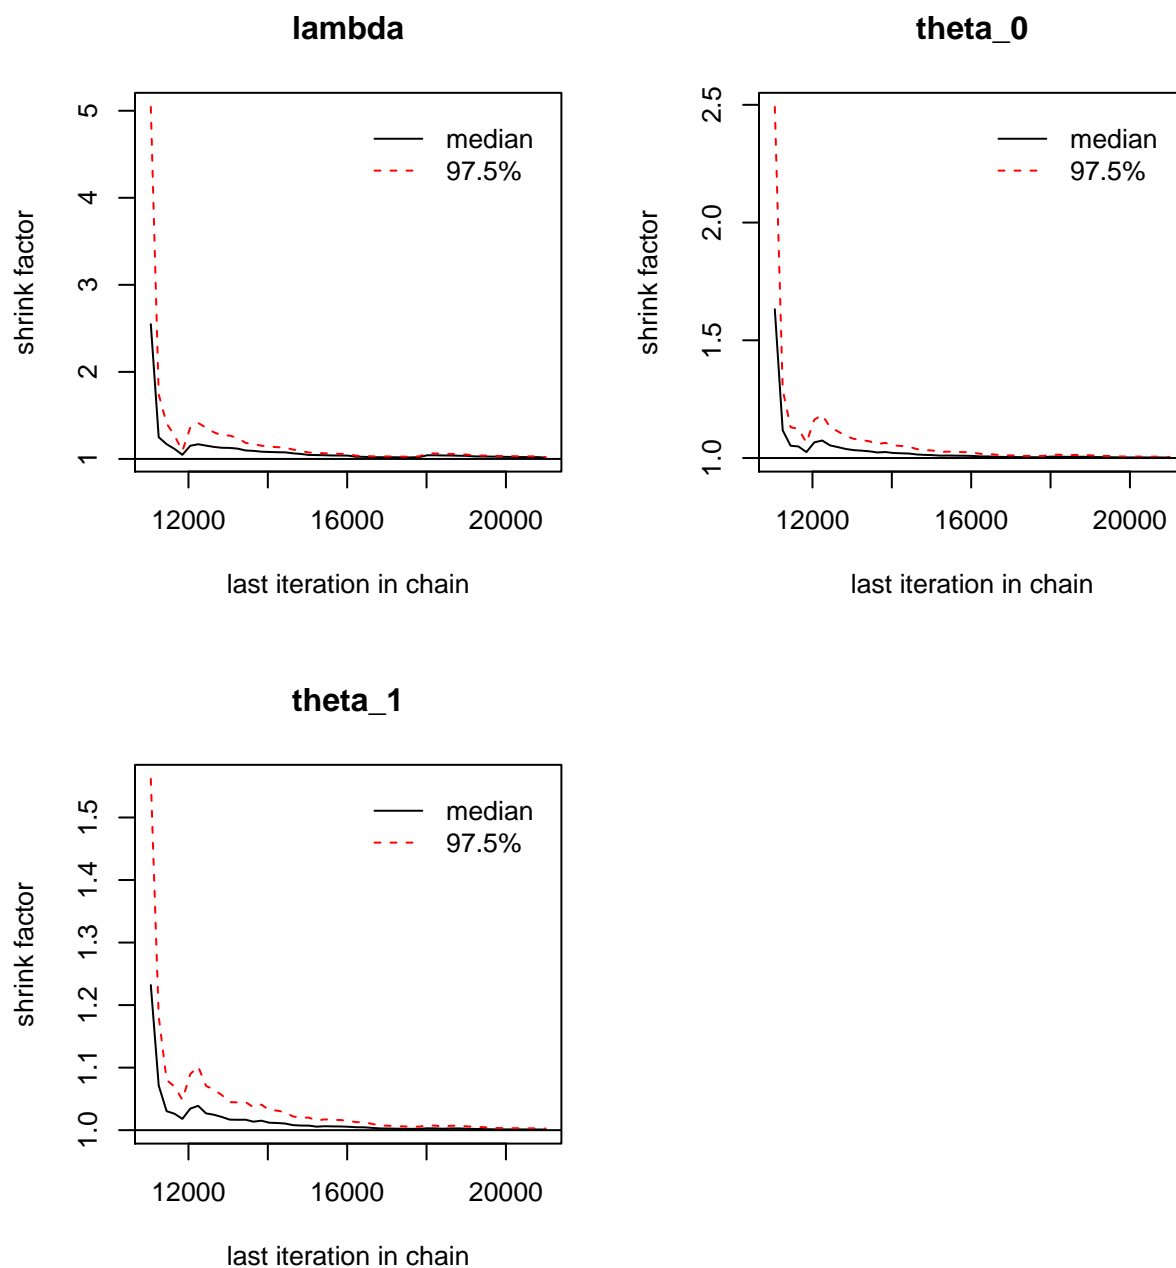 lambda
shrink factor
5
4
3
2
1
median
97.5%
12000 16000 20000
last iteration in chain
theta_0
shrink factor
2.5
2.0
1.5
1.0
median
97.5%
12000 16000 20000
last iteration in chain
theta_1
shrink factor
1.5
1.4
1.3
1.2
1.1
1.0
median
97.5%
12000 16000 20000
last iteration in chain